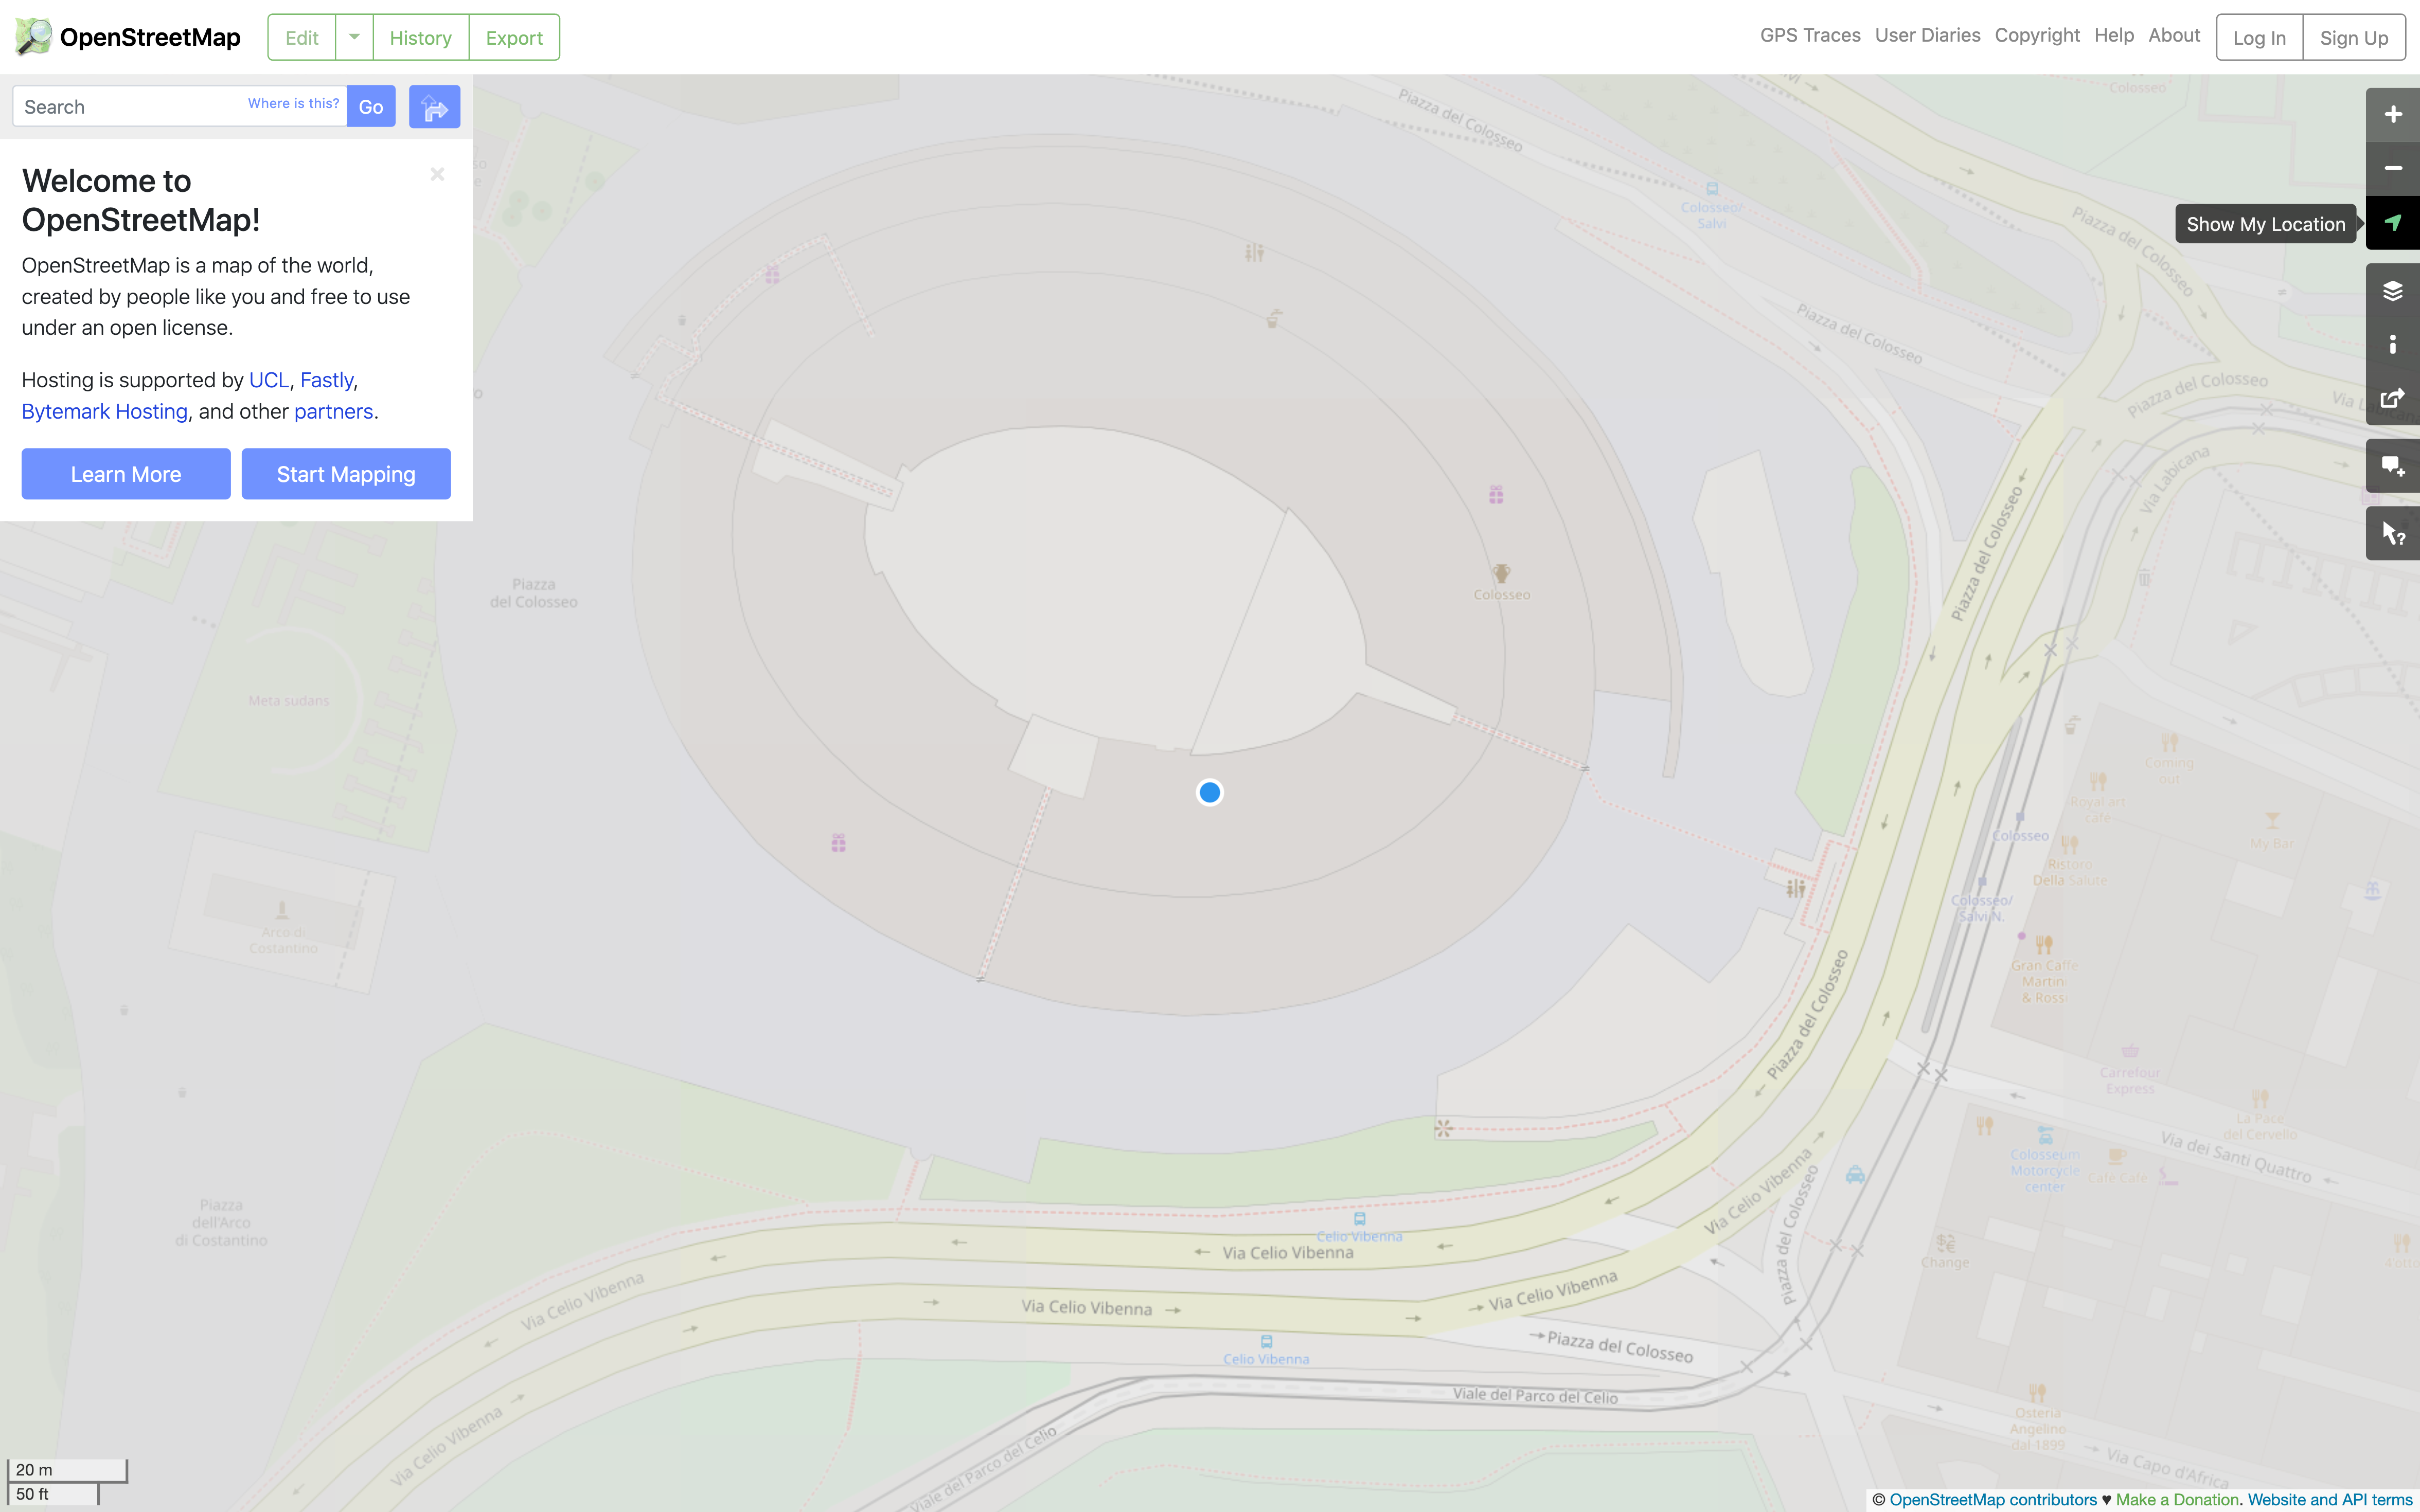 OpenStreetMap
Edit
History
Export
GPS Traces
User Diaries
Copyright
Help
About
Log In
Sign Up
Search
Where is this?
Go
Welcome to
OpenStreetMap!
OpenStreetMap is a map of the world,
created by people like you and free to use
under an open license.
Hosting is supported by UCL, Fastly,
Bytemark Hosting, and other partners.
Learn More
Start Mapping
Show My Location
Colosseo
Piazza del Colosseo
Colosseo/
Salvi
Piazza del Colosseo
Piazza del Colosseo
Piazza del Colosseo
Via Labicana
Piazza del Colosseo
Piazza
del Colosseo
Colosseo
Meta sudans
Coming
out
Royal art
café
Colosseo
My Bar
Ristoro
Della Salute
Colosseo/
Salvi N.
Arco di
Costantino
Gran Caffè
Martini
& Rossi
Piazza del Colosseo
Carrefour
Express
La Pace
del Cervello
Via dei Santi Quattro
Colosseum
Motorcycle
center
Café Café
Via Celio Vibenna
Piazza del Colosseo
Piazza
dell'Arco
di Costantino
Celio Vibenna
Via Celio Vibenna
Change
Via Celio Vibenna
Via Celio Vibenna
Via Celio Vibenna
Piazza del Colosseo
Celio Vibenna
Viale del Parco del Celio
Osteria
Angelino
dal 1899
Via Celio Vibenna
Viale del Parco del Celio
Via Capo d'Africa
20 m
50 ft
© OpenStreetMap contributors ♥ Make a Donation. Website and API terms